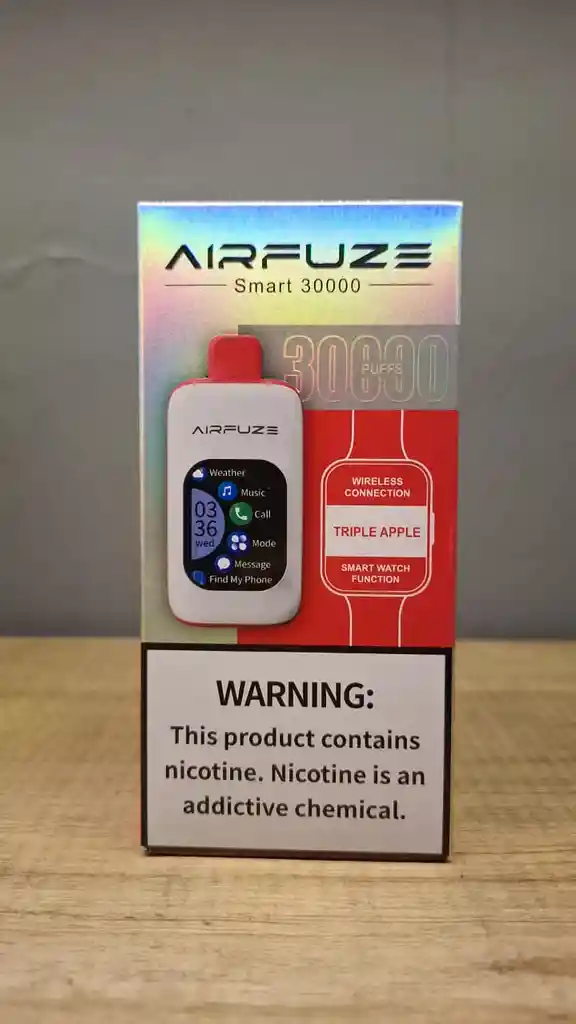 AIRFUZE
Smart 30000
30000
PUFFS
AIRFUZE
Weather
Music
03
36
wed
Call
Mode
Message
Find My Phone
WIRELESS
CONNECTION
TRIPLE APPLE
SMART WATCH
FUNCTION
WARNING:
This product contains
nicotine. Nicotine is an
addictive chemical.